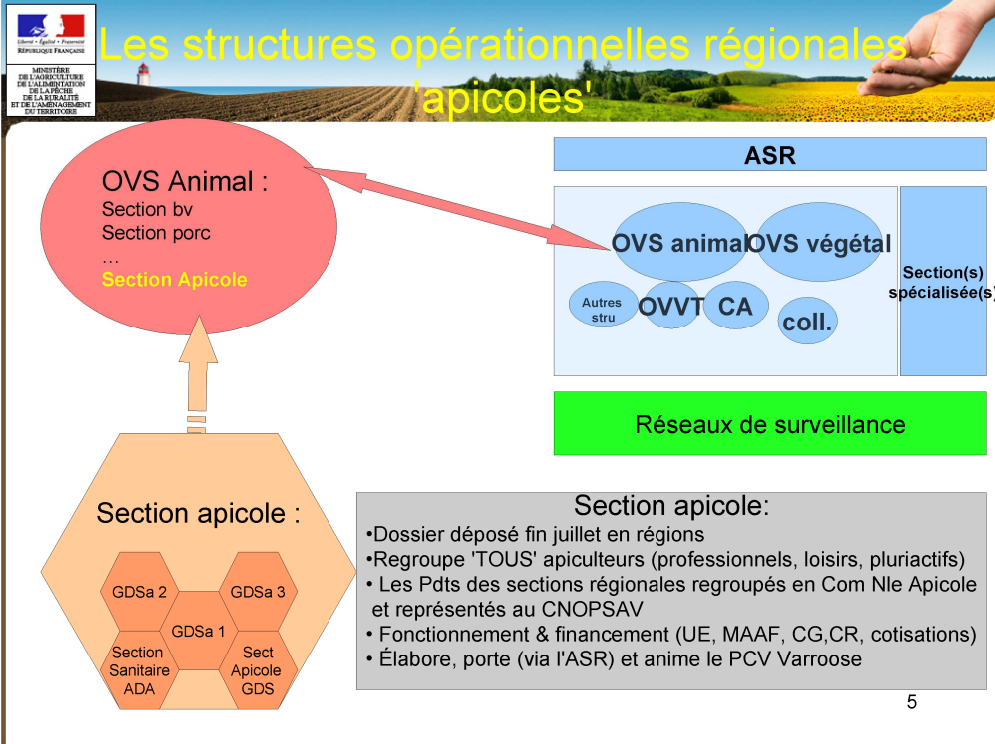 Liberté • Égalité • Fraternité
RÉPUBLIQUE FRANÇAISE
MINISTÈRE
DE L'AGRICULTURE
DE L'ALIMENTATION
DE LA PÊCHE
DE LA RURALITÉ
ET DE L'AMÉNAGEMENT
DU TERRITOIRE
Les structures opérationnelles régionales
'apicoles'
OVS Animal :
Section bv
Section porc
...
Section Apicole
ASR
OVS animal
OVS végétal
Autres
stru
OVVT
CA
coll.
Section(s)
spécialisée(s)
Réseaux de surveillance
Section apicole :
GDSa 2
GDSa 3
GDSa 1
Section
Sanitaire
ADA
Sect
Apicole
GDS
Section apicole:
•Dossier déposé fin juillet en régions
•Regroupe 'TOUS' apiculteurs (professionnels, loisirs, pluriactifs)
• Les Pdts des sections régionales regroupés en Com Nle Apicole
et représentés au CNOPSAV
• Fonctionnement & financement (UE, MAAF, CG,CR, cotisations)
• Élabore, porte (via l'ASR) et anime le PCV Varroose
5